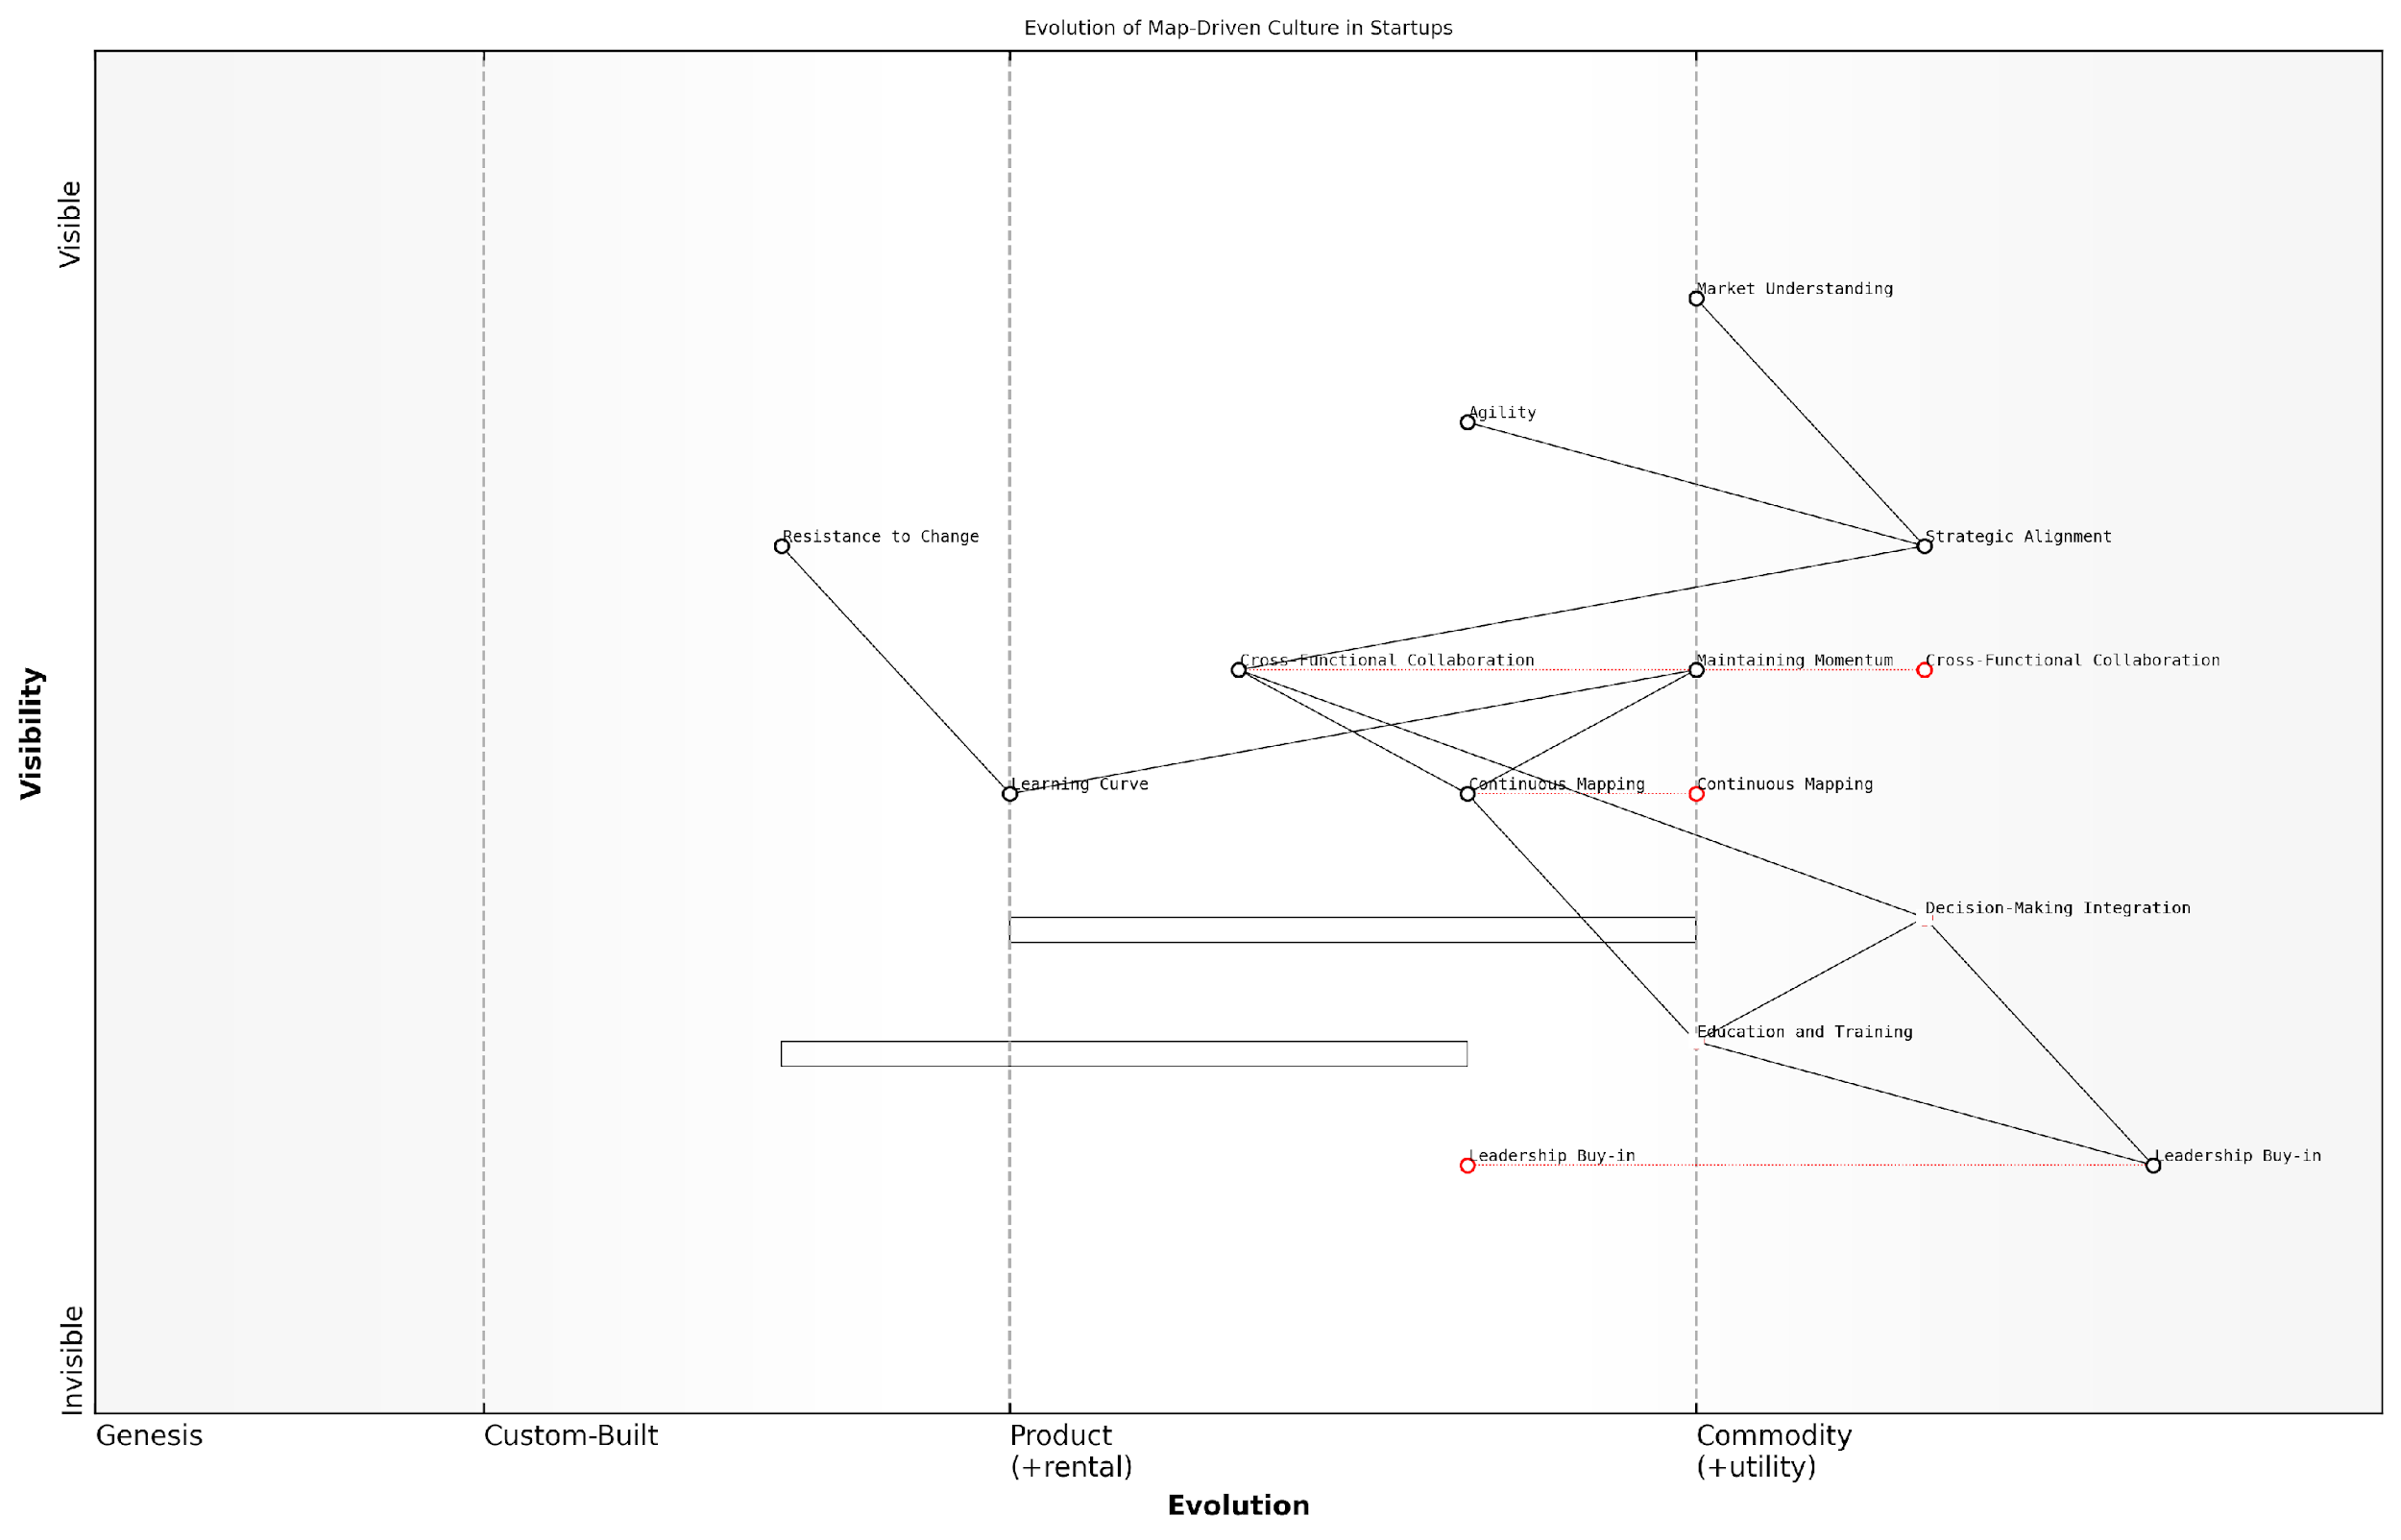 Evolution of Map-Driven Culture in Startups
Visible
Market Understanding
Agility
Resistance to Change
Strategic Alignment
Cross-Functional Collaboration
Maintaining Momentum
Cross-Functional Collaboration
Visibility
Learning Curve
Continuous Mapping
Continuous Mapping
Decision-Making Integration
Education and Training
Leadership Buy-in
Leadership Buy-in
Invisible
Genesis
Custom-Built
Product
(+rental)
Commodity
(+utility)
Evolution